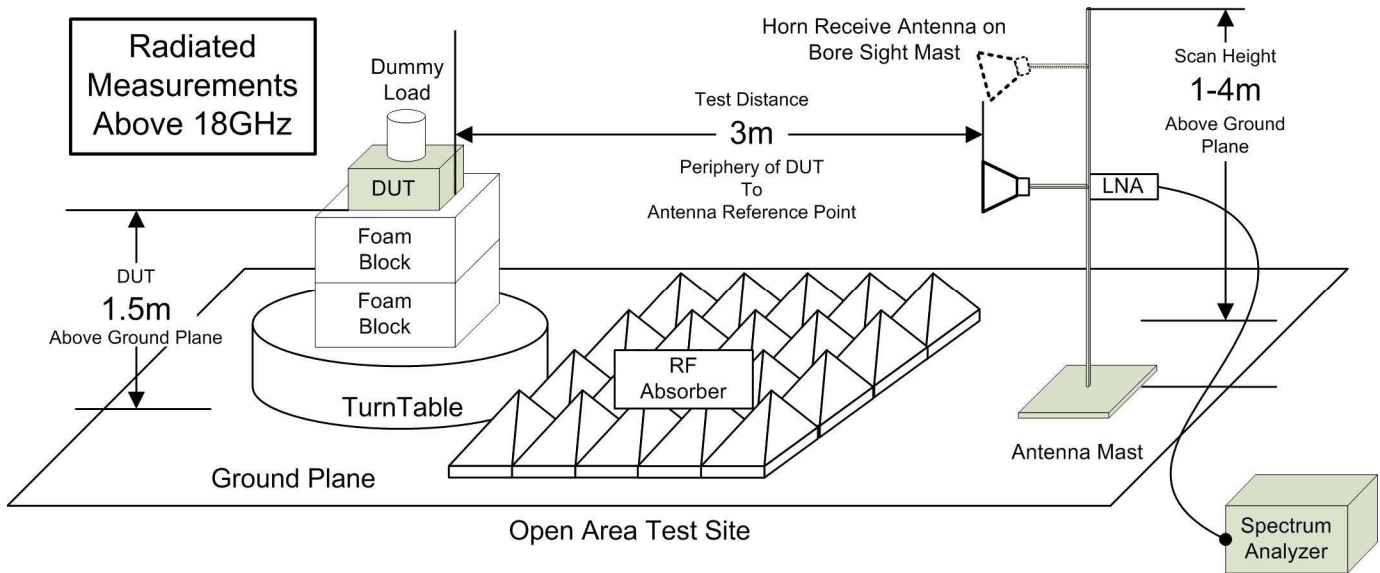 Radiated
Measurements
Above 18GHz
Dummy
Load
DUT
Foam
Block
Foam
Block
TurnTable
DUT
1.5m
Above Ground Plane
Test Distance
3m
Periphery of DUT
To
Antenna Reference Point
Horn Receive Antenna on
Bore Sight Mast
Scan Height
1-4m
Above Ground
Plane
LNA
RF
Absorber
Antenna Mast
Ground Plane
Open Area Test Site
Spectrum
Analyzer